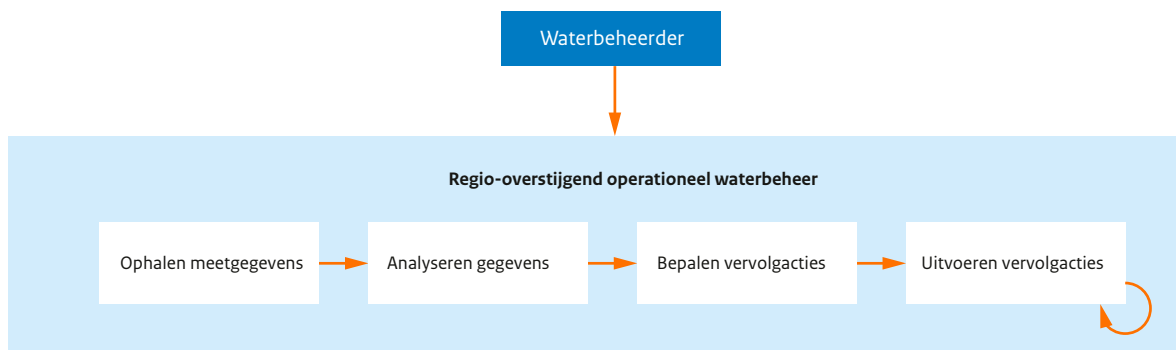 Waterbeheerder
Regio-overstijgend operationeel waterbeheer
Ophalen meetgegevens
Analyseren gegevens
Bepalen vervolgacties
Uitvoeren vervolgacties